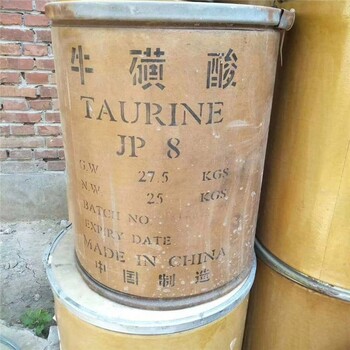 牛磺酸
TAURINE
JP 8
G.W 27.5 KGS
N.W 25 KGS
BATCH NO
EXPIRY DATE
MADE IN CHINA
中国制造